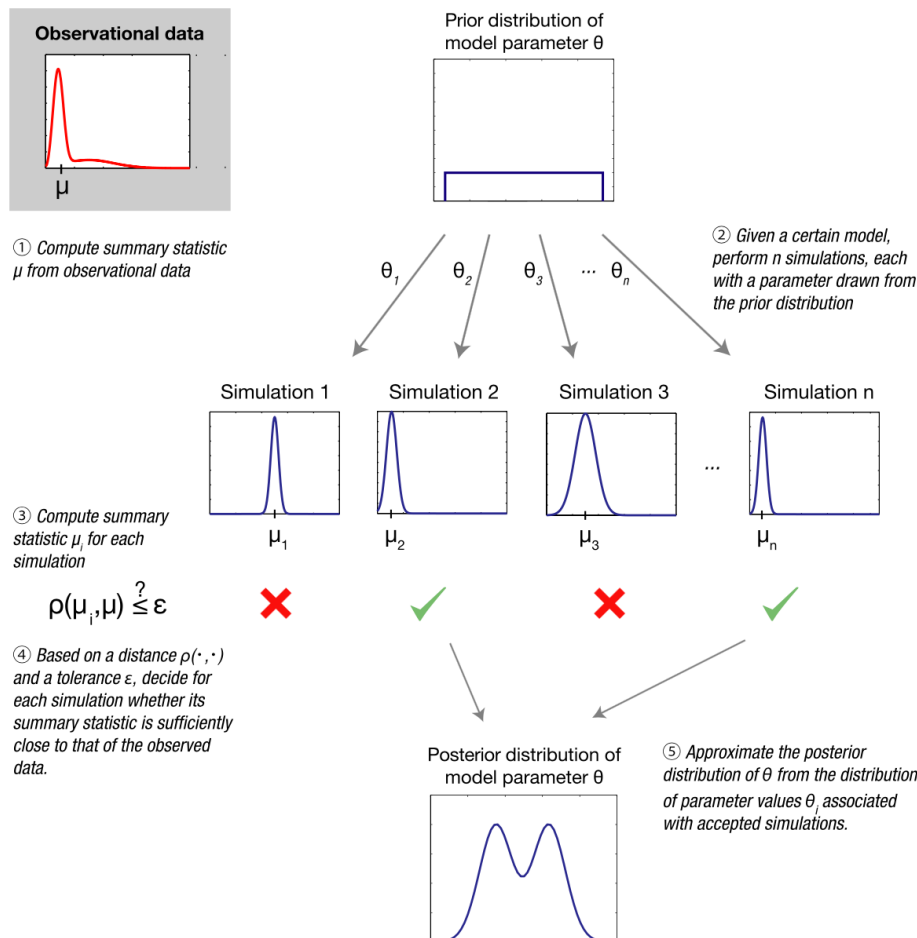 Observational data
μ
① Compute summary statistic
μ from observational data
Prior distribution of
model parameter θ
② Given a certain model,
perform n simulations, each
with a parameter drawn from
the prior distribution
θ₁ θ₂ θ₃ ... θₙ
Simulation 1 Simulation 2 Simulation 3 Simulation n
...
μ₁ μ₂ μ₃ μₙ
③ Compute summary
statistic μᵢ for each
simulation
?
ρ(μᵢ,μ) ≤ ε
④ Based on a distance ρ(·,·)
and a tolerance ε, decide for
each simulation whether its
summary statistic is sufficiently
close to that of the observed
data.
Posterior distribution of
model parameter θ
⑤ Approximate the posterior
distribution of θ from the distribution
of parameter values θᵢ associated
with accepted simulations.